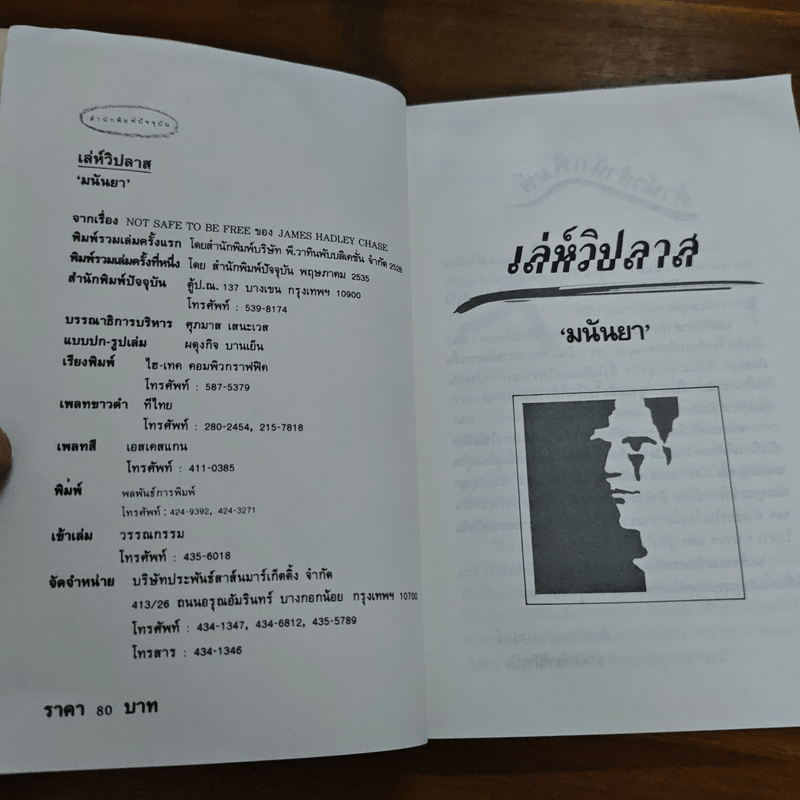 สำนักพิมพ์ปัจจุบัน
เล่ห์วิปลาส
'มนันยา'
จากเรื่อง NOT SAFE TO BE FREE ของ JAMES HADLEY CHASE
พิมพ์รวมเล่มครั้งแรก โดยสำนักพิมพ์บริษัท พี.วาทินพับบลิเคชั่น จำกัด 2528
พิมพ์รวมเล่มครั้งที่หนึ่ง โดย สำนักพิมพ์ปัจจุบัน พฤษภาคม 2535
สำนักพิมพ์ปัจจุบัน ตู้ป.ณ. 137 บางเขน กรุงเทพฯ 10900
โทรศัพท์ : 539-8174
บรรณาธิการบริหาร ศุภมาส เสนะเวส
แบบปก-รูปเล่ม ผดุงกิจ บานเย็น
เรียงพิมพ์ ไฮ-เทค คอมพิวกราฟฟิค
โทรศัพท์ : 587-5379
เพลทขาวดำ ทีไทย
โทรศัพท์ : 280-2454, 215-7818
เพลทสี เอสเคสแกน
โทรศัพท์ : 411-0385
พิมพ์ พลพันธ์การพิมพ์
โทรศัพท์ : 424-9392, 424-3271
เข้าเล่ม วรรณกรรม
โทรศัพท์ : 435-6018
จัดจำหน่าย บริษัทประพันธ์สาส์นมาร์เก็ตติ้ง จำกัด
413/26 ถนนอรุณอัมรินทร์ บางกอกน้อย กรุงเทพฯ 10700
โทรศัพท์ : 434-1347, 434-6812, 435-5789
โทรสาร : 434-1346
ราคา 80 บาท
เล่ห์วิปลาส
'มนันยา'